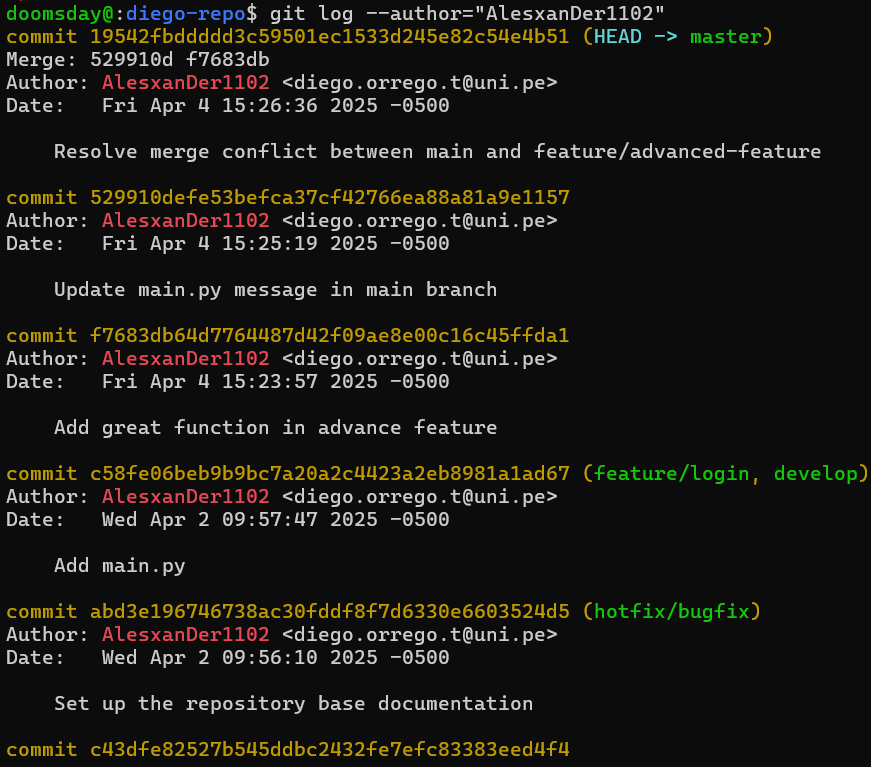 doomsday@:diego-repo$ git log --author="AlesxanDer1102"
commit 19542fbddddd3c59501ec1533d245e82c54e4b51 (HEAD -> master)
Merge: 529910d f7683db
Author: AlesxanDer1102 <diego.orrego.t@uni.pe>
Date:   Fri Apr 4 15:26:36 2025 -0500
    Resolve merge conflict between main and feature/advanced-feature
commit 529910defe53befca37cf42766ea88a81a9e1157
Author: AlesxanDer1102 <diego.orrego.t@uni.pe>
Date:   Fri Apr 4 15:25:19 2025 -0500
    Update main.py message in main branch
commit f7683db64d7764487d42f09ae8e00c16c45ffda1
Author: AlesxanDer1102 <diego.orrego.t@uni.pe>
Date:   Fri Apr 4 15:23:57 2025 -0500
    Add great function in advance feature
commit c58fe06beb9b9bc7a20a2c4423a2eb8981a1ad67 (feature/login, develop)
Author: AlesxanDer1102 <diego.orrego.t@uni.pe>
Date:   Wed Apr 2 09:57:47 2025 -0500
    Add main.py
commit abd3e196746738ac30fddf8f7d6330e6603524d5 (hotfix/bugfix)
Author: AlesxanDer1102 <diego.orrego.t@uni.pe>
Date:   Wed Apr 2 09:56:10 2025 -0500
    Set up the repository base documentation
commit c43dfe82527b545ddbc2432fe7efc83383eed4f4